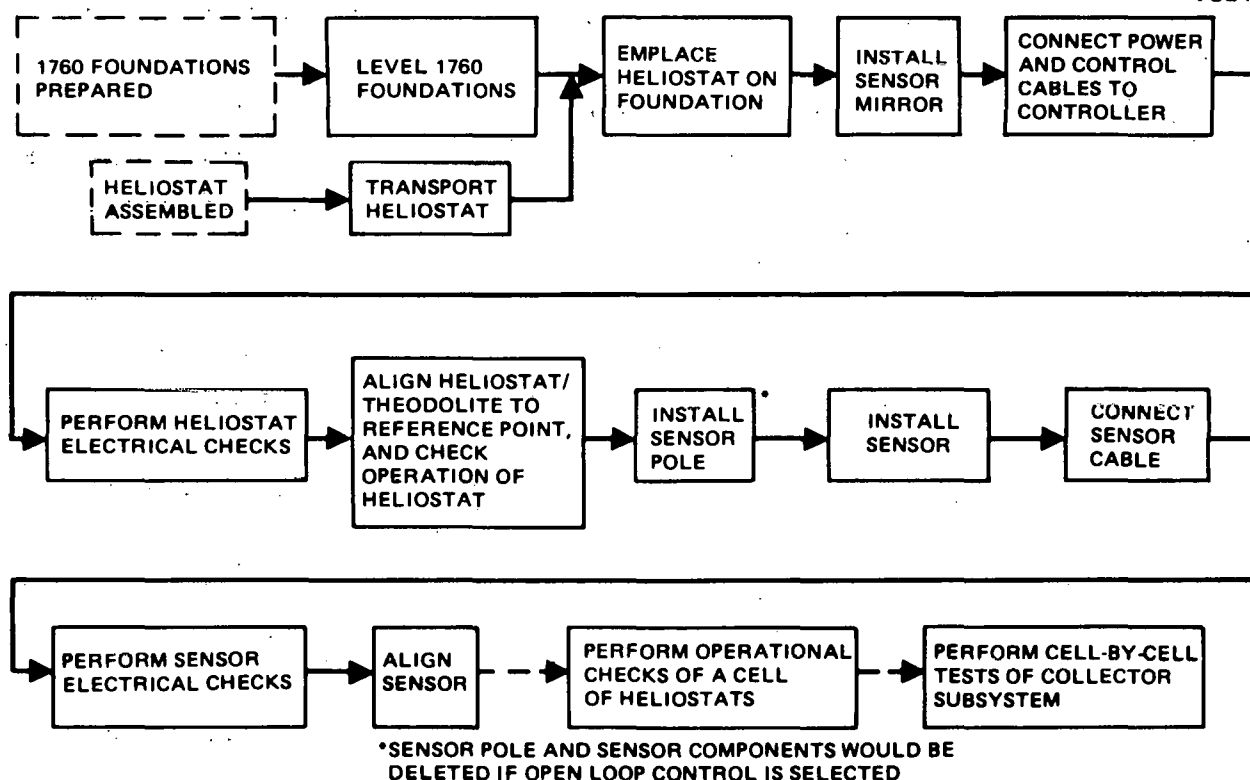 1760 FOUNDATIONS
PREPARED
LEVEL 1760
FOUNDATIONS
EMPLACE
HELIOSTAT ON
FOUNDATION
INSTALL
SENSOR
MIRROR
CONNECT POWER
AND CONTROL
CABLES TO
CONTROLLER
HELIOSTAT
ASSEMBLED
TRANSPORT
HELIOSTAT
PERFORM HELIOSTAT
ELECTRICAL CHECKS
ALIGN HELIOSTAT/
THEODOLITE TO
REFERENCE POINT,
AND CHECK
OPERATION OF
HELIOSTAT
INSTALL
SENSOR
POLE
*
INSTALL
SENSOR
CONNECT
SENSOR
CABLE
PERFORM SENSOR
ELECTRICAL CHECKS
ALIGN
SENSOR
PERFORM OPERATIONAL
CHECKS OF A CELL
OF HELIOSTATS
PERFORM CELL-BY-CELL
TESTS OF COLLECTOR
SUBSYSTEM
*SENSOR POLE AND SENSOR COMPONENTS WOULD BE
DELETED IF OPEN LOOP CONTROL IS SELECTED